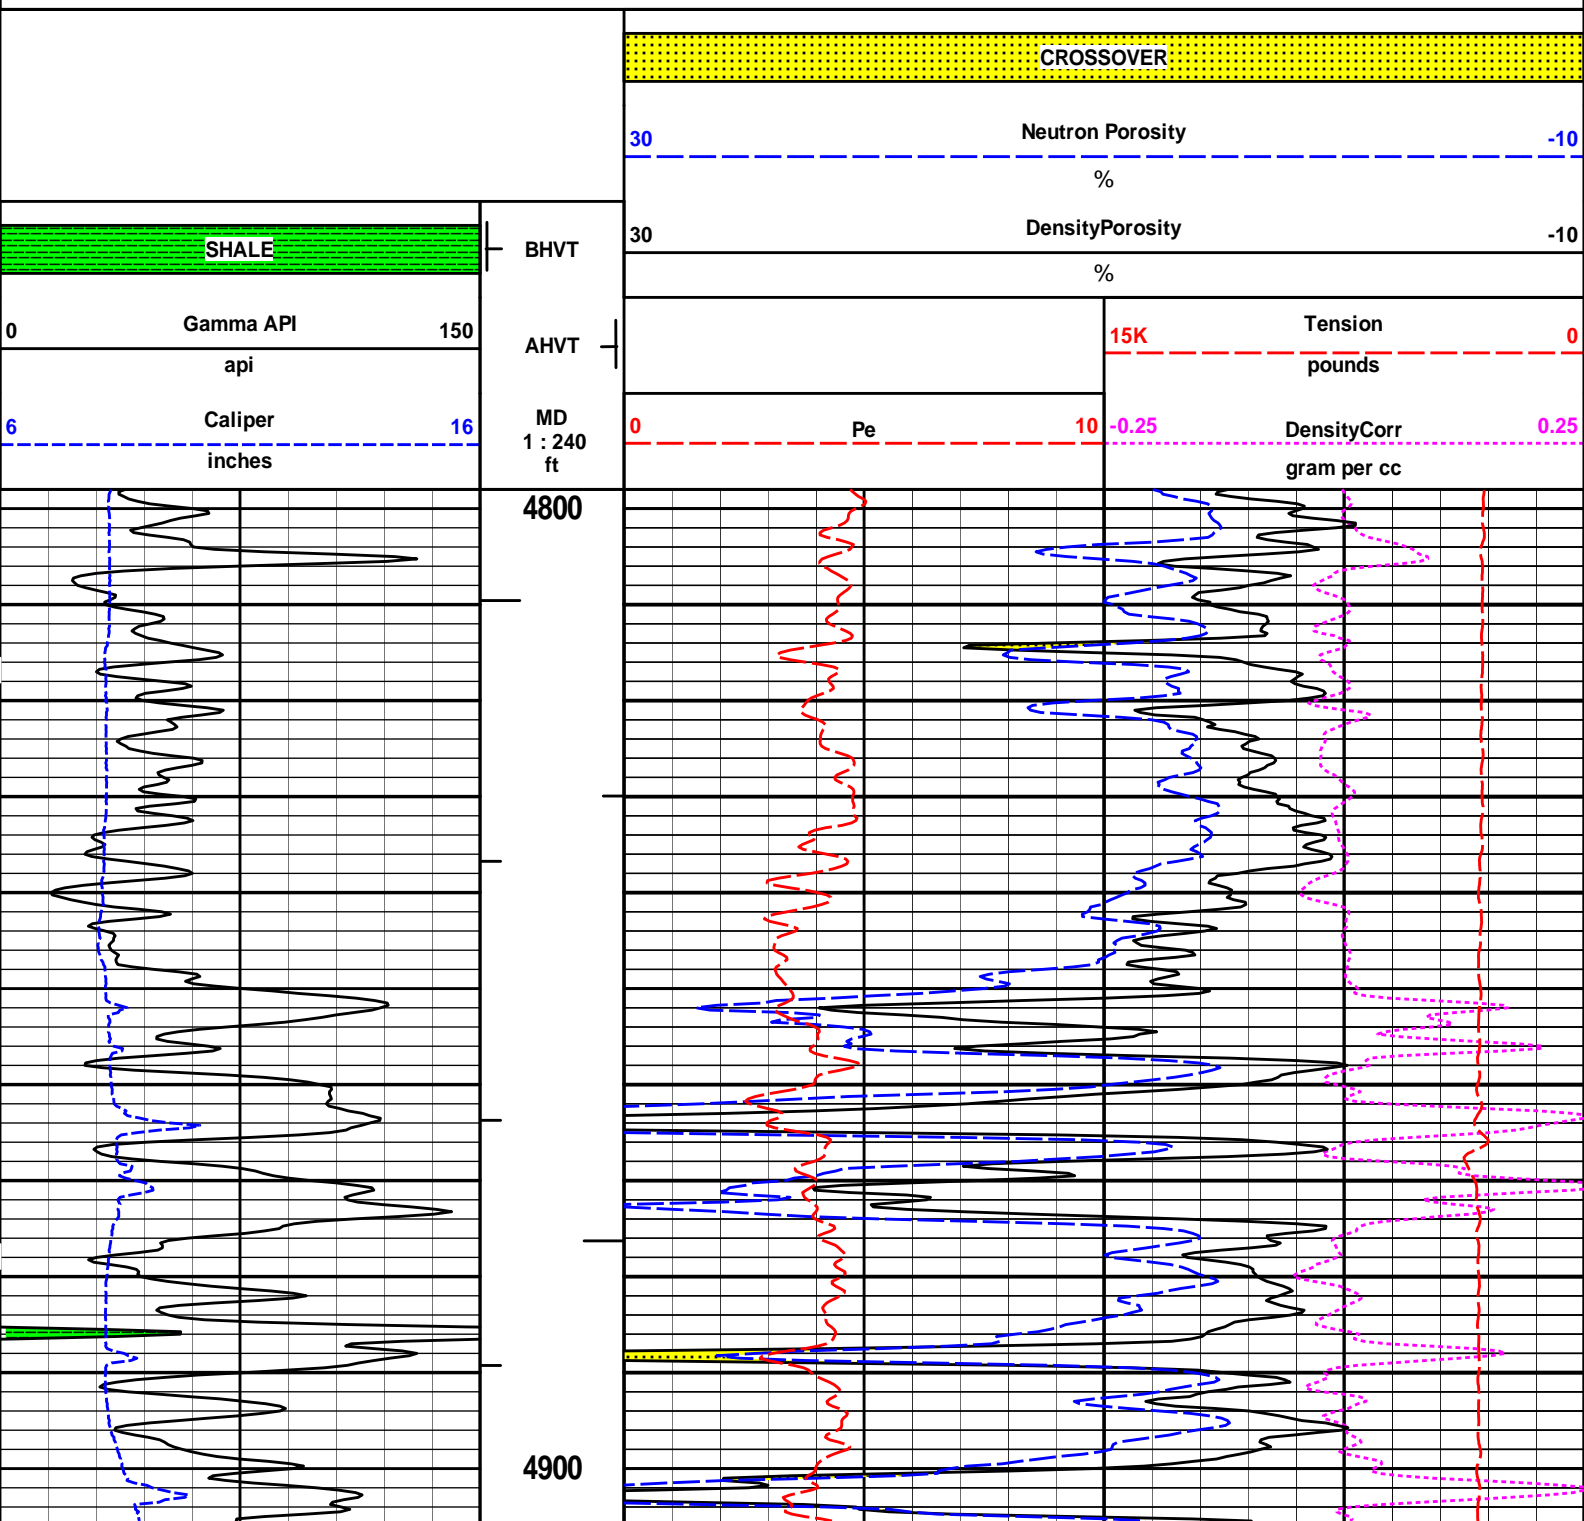 CROSSOVER
Neutron Porosity
30 -10
%
DensityPorosity
30 -10
%
SHALE
BHVT
Gamma API
0 150
api
AHVT
Tension
15K 0
pounds
Caliper
6 16
inches
MD
1 : 240
ft
0 Pe 10
-0.25 DensityCorr 0.25
gram per cc
4800
4900